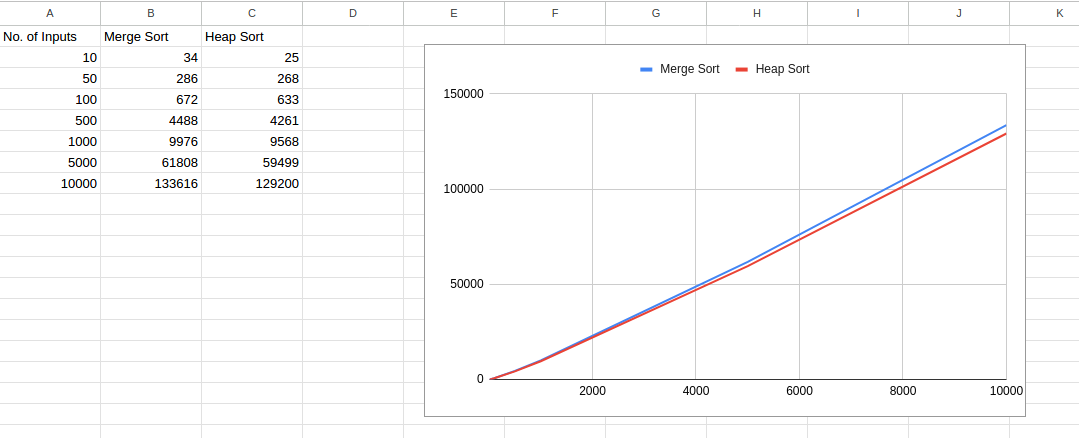 A B C D E F G H I J K
No. of Inputs Merge Sort Heap Sort
10 34 25
50 286 268
100 672 633
500 4488 4261
1000 9976 9568
5000 61808 59499
10000 133616 129200
Merge Sort Heap Sort
150000
100000
50000
0
2000 4000 6000 8000 10000